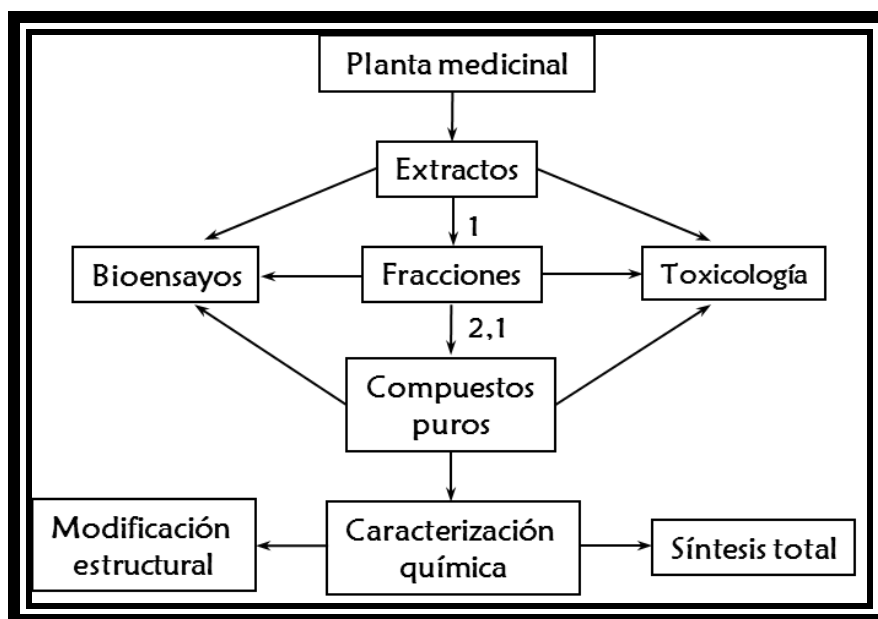 Planta medicinal
Extractos
1
Bioensayos
Fracciones
Toxicología
2,1
Compuestos
puros
Modificación
estructural
Caracterización
química
Síntesis total